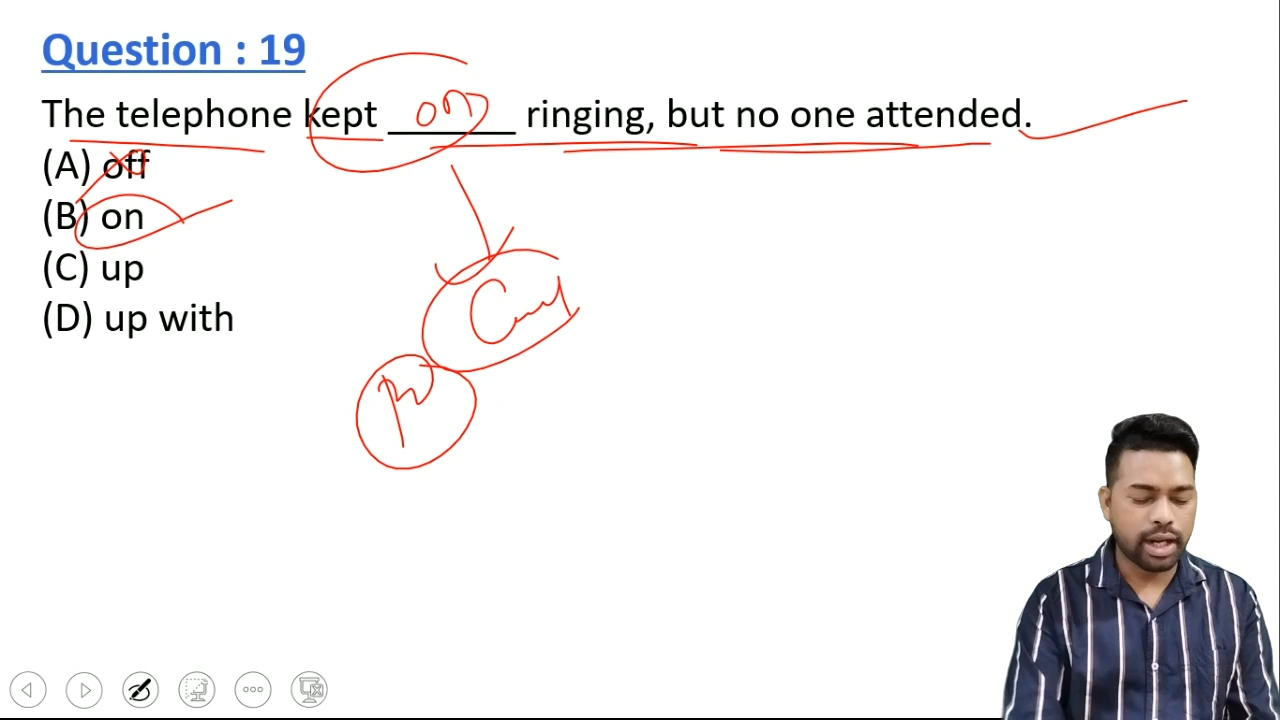 Question : 19
The telephone kept on ringing, but no one attended.
(A) off
(B) on
(C) up
(D) up with